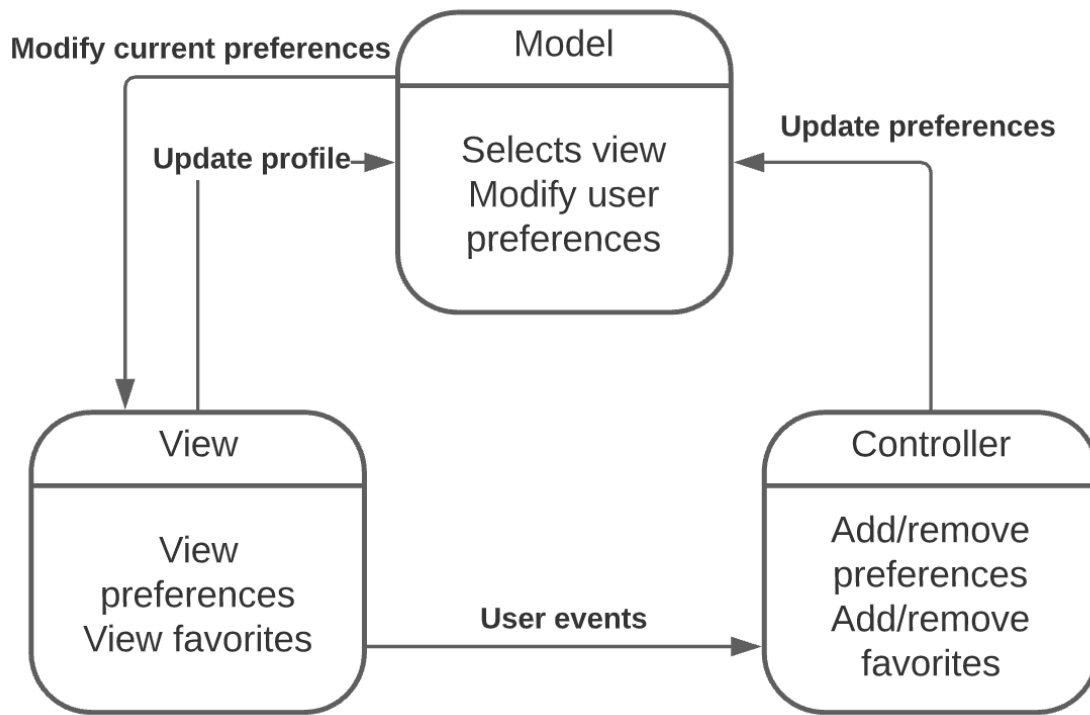 Model
Modify current preferences
Update preferences
Update profile
Selects view
Modify user
preferences
View
View
preferences
View favorites
User events
Controller
Add/remove
preferences
Add/remove
favorites